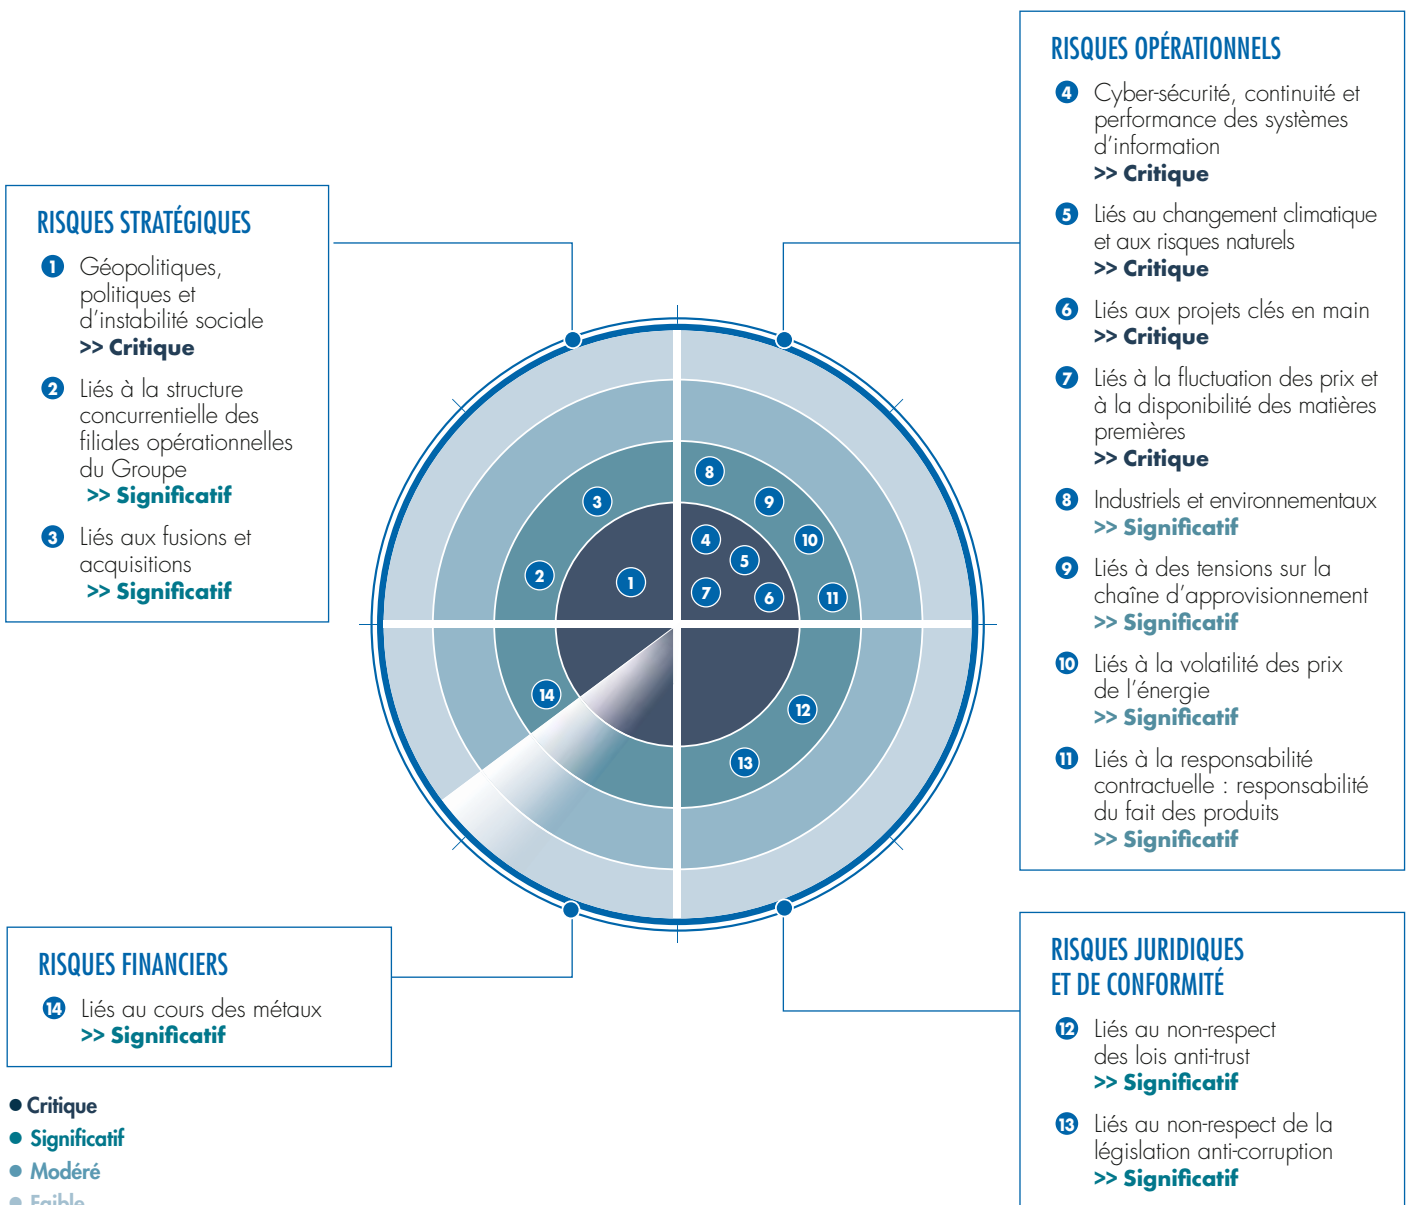 RISQUES STRATÉGIQUES
1 Géopolitiques,
politiques et
d’instabilité sociale
>> Critique
2 Liés à la structure
concurrentielle des
filiales opérationnelles
du Groupe
>> Significatif
3 Liés aux fusions et
acquisitions
>> Significatif
RISQUES OPÉRATIONNELS
4 Cyber-sécurité, continuité et
performance des systèmes
d’information
>> Critique
5 Liés au changement climatique
et aux risques naturels
>> Critique
6 Liés aux projets clés en main
>> Critique
7 Liés à la fluctuation des prix et
à la disponibilité des matières
premières
>> Critique
8 Industriels et environnementaux
>> Significatif
9 Liés à des tensions sur la
chaîne d’approvisionnement
>> Significatif
10 Liés à la volatilité des prix
de l’énergie
>> Significatif
11 Liés à la responsabilité
contractuelle : responsabilité
du fait des produits
>> Significatif
8
3
9
4
10
5
2
1
7
6
11
14
12
13
RISQUES FINANCIERS
14 Liés au cours des métaux
>> Significatif
RISQUES JURIDIQUES
ET DE CONFORMITÉ
12 Liés au non-respect
des lois anti-trust
>> Significatif
13 Liés au non-respect de la
législation anti-corruption
>> Significatif
Critique
Significatif
Modéré
Faible